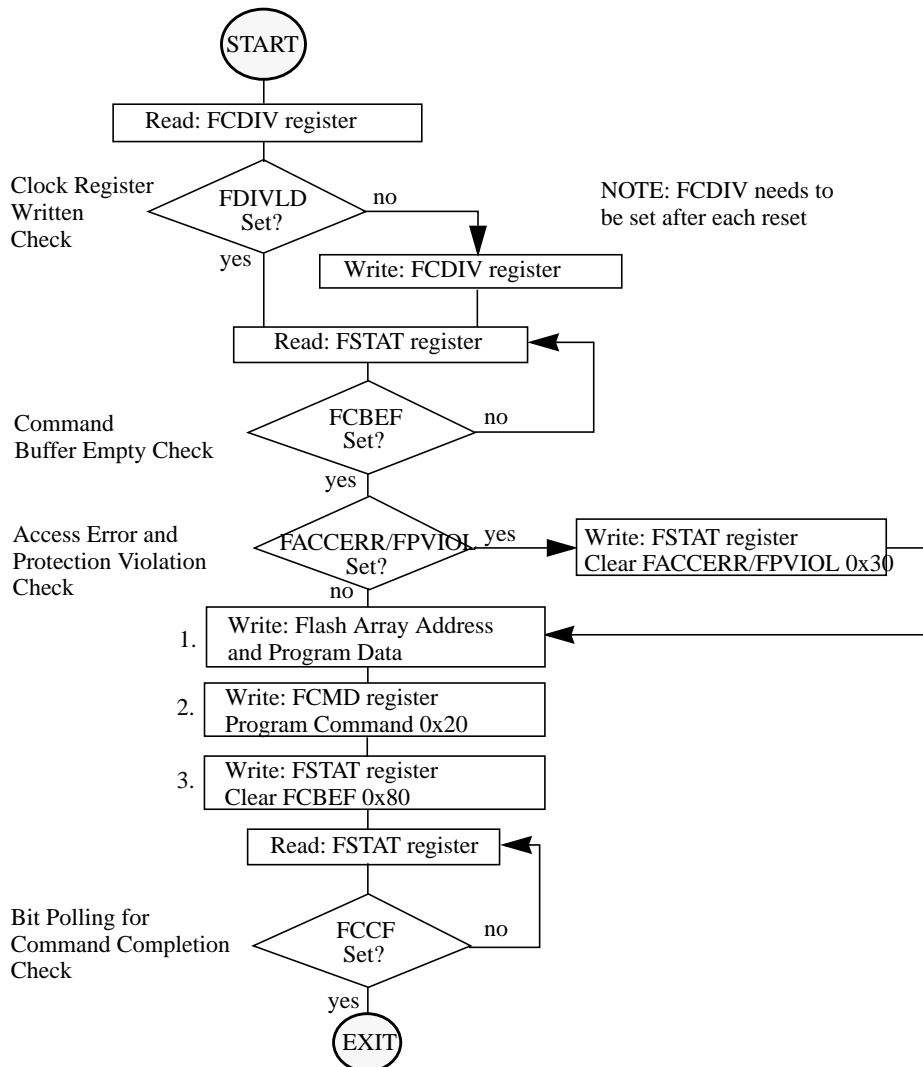 START
Read: FCDIV register
Clock Register
Written
Check
FDIVLD
Set?
no
yes
NOTE: FCDIV needs to
be set after each reset
Write: FCDIV register
Read: FSTAT register
Command
Buffer Empty Check
FCBEF
Set?
no
yes
Access Error and
Protection Violation
Check
FACCERR/FPVIOL
Set?
yes
no
Write: FSTAT register
Clear FACCERR/FPVIOL 0x30
1.
Write: Flash Array Address
and Program Data
2.
Write: FCMD register
Program Command 0x20
3.
Write: FSTAT register
Clear FCBEF 0x80
Read: FSTAT register
Bit Polling for
Command Completion
Check
FCCF
Set?
no
yes
EXIT